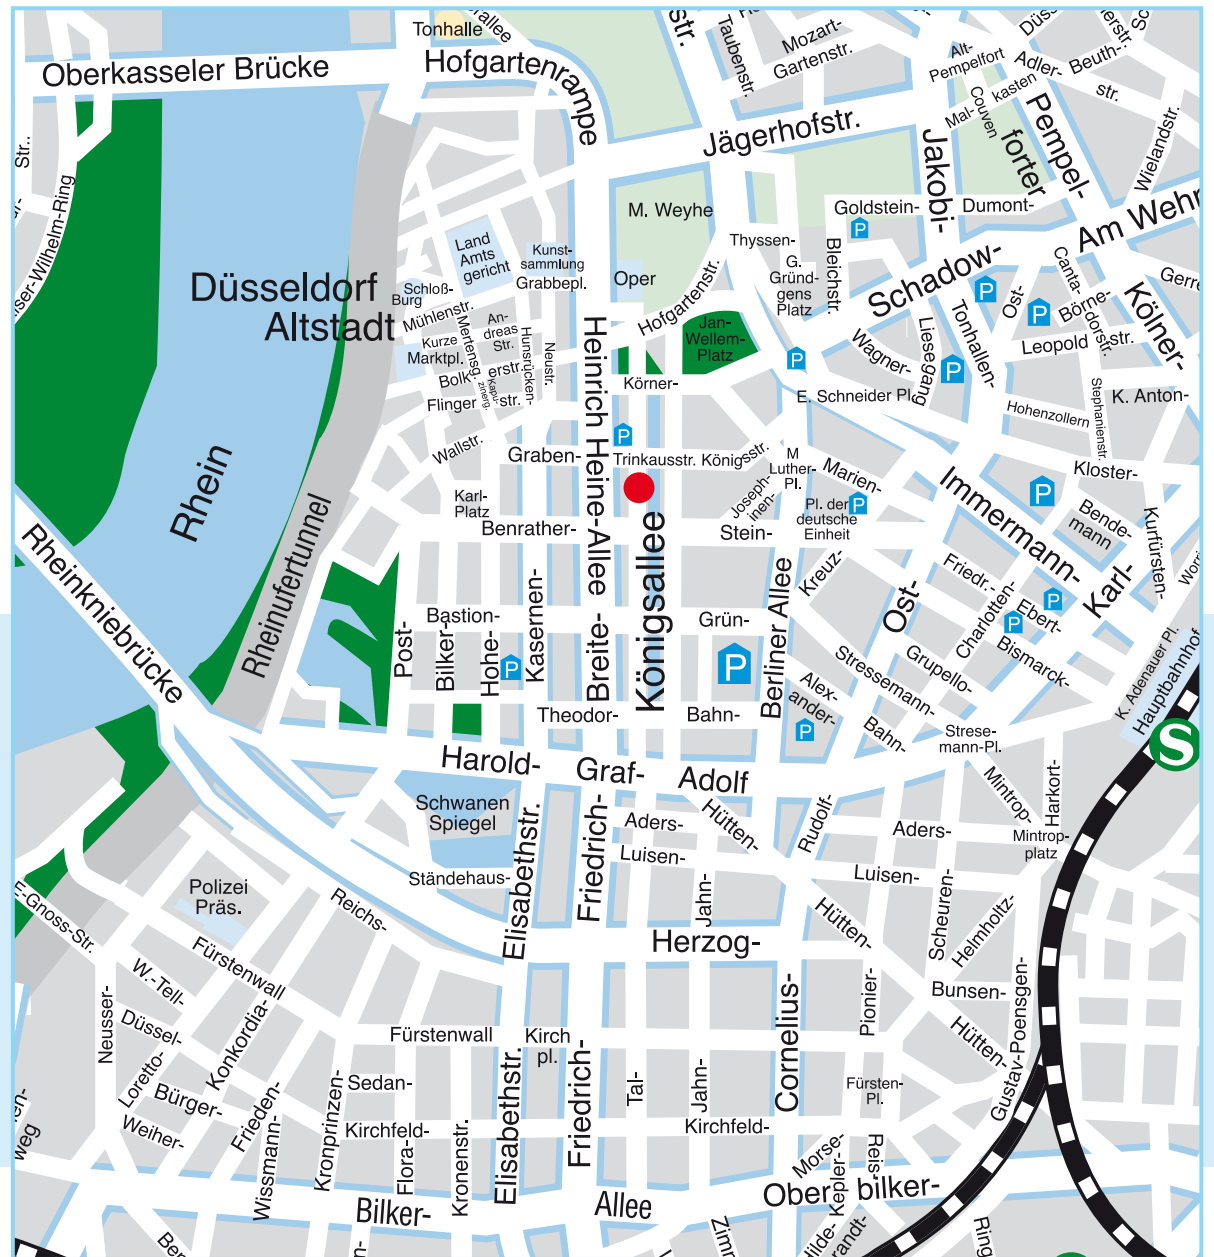 Tonhalle
Oberkasseler Brücke
Hofgartenrampe
Taubenstr.
Mozart-
Gartenstr.
Alt-
Pempelfort
Adler-
str.
Beuth-
Mal-
kasten
Couven
Pempel-
forter
Wielandstr.
Jägerhofstr.
Jakobi-
M. Weyhe
Goldstein-
Dumont-
Am Wehr
P
Thyssen-
G.
Gründ-
gens
Platz
Bleichstr.
Schadow-
Canta-
dorstr.
Börne-
str.
Kölner-
Gerre
Land
Amts
gericht
Kunst-
sammlung
Grabbepl.
Oper
Hofgartenstr.
Düsseldorf
Altstadt
Schloß-
Burg
Mühlenstr.
An-
dreas
Str.
Kurze
Mertensg.
Marktpl.
Hunsrücken-
Neustr.
Bolk
erstr.
Kapu-
zinerg.
Flinger
str.
Heinrich Heine-Allee
Jan-
Wellem-
Platz
P
P
P
P
Ost-
Tonhallen-
Liesegang
Wagner-
Leopold
Stephanienstr.
K. Anton-
Körner-
E. Schneider Pl.
Hohenzollern
Wallstr.
Graben-
P
Trinkausstr.
Königsstr.
M
Luther-
Pl.
Marien-
P
Joseph-
inen-
Pl. der
deutsche
Einheit
Immermann-
P
Kloster-
Bende-
mann
Kurfürsten-
Karl-
Platz
Benrather-
Stein-
Rhein
Rheinufertunnel
Rheinkniebrücke
Königsallee
Kreuz-
Ost-
Friedr.-
Charlotten-
P
P
Ebert-
Karl-
Bismarck-
Bastion-
Post-
Bilker-
Hohe-
P
Kasernen-
Breite-
Grün-
P
Berliner Allee
Stressemann-
Grupello-
Alex-
ander-
P
Bahn-
Strese-
mann-Pl.
K. Adenauer Pl.
Hauptbahnhof
S
Theodor-
Bahn-
Harold-
Graf-
Adolf
Mintrop-
Harkort-
Mintrop-
platz
Schwanen
Spiegel
Elisabethstr.
Friedrich-
Aders-
Hütten-
Rudolf-
Aders-
Luisen-
Luisen-
Ständehaus-
Jahn-
Hütten-
Scheuren-
Helmholtz-
Polizei
Präs.
Reichs-
E-Gnoss-Str.
Herzog-
Fürstenwall
W.-Tell-
Bunsen-
Gustav-Poensgen-
Hütten-
Pionier-
Cornelius-
Neusser-
Düssel-
Konkordia-
Loretto-
Fürstenwall
Kirch
pl.
Bürger-
Weiher-
Frieden-
Wissmann-
Kronprinzen-
Sedan-
Kirchfeld-
Flora-
Kronenstr.
Elisabethstr.
Friedrich-
Tal-
Jahn-
Kirchfeld-
Fürsten-
Pl.
Morse-
Kepler-
Reis
weg
Bilker-
Allee
Ober
bilker-
Ring